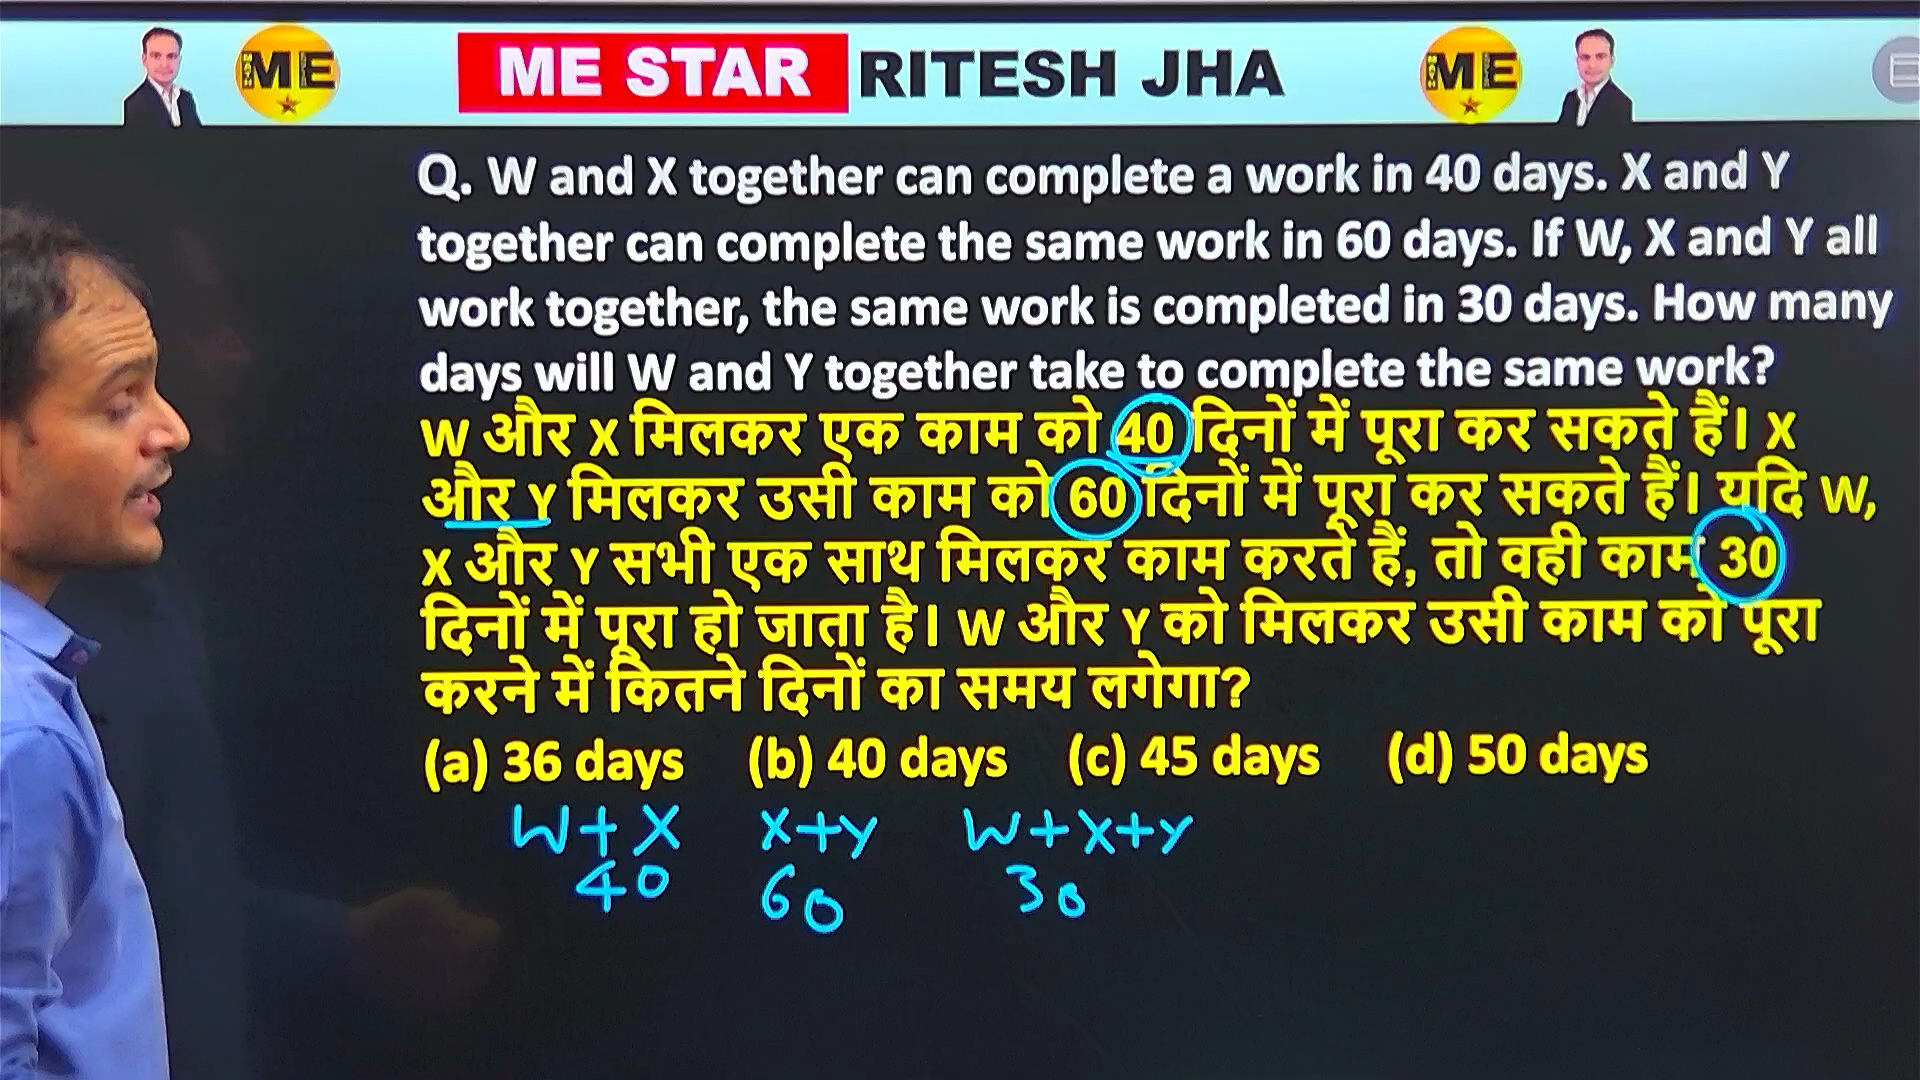 ME
ME STAR RITESH JHA
ME
Q. W and X together can complete a work in 40 days. X and Y
together can complete the same work in 60 days. If W, X and Y all
work together, the same work is completed in 30 days. How many
days will W and Y together take to complete the same work?
W और X मिलकर एक काम को 40 दिनों में पूरा कर सकते हैं। X
और Y मिलकर उसी काम को 60 दिनों में पूरा कर सकते हैं। यदि W,
X और Y सभी एक साथ मिलकर काम करते हैं, तो वही काम 30
दिनों में पूरा हो जाता है। W और Y को मिलकर उसी काम को पूरा
करने में कितने दिनों का समय लगेगा?
(a) 36 days (b) 40 days (c) 45 days (d) 50 days
W+X X+Y W+X+Y
40 60 30